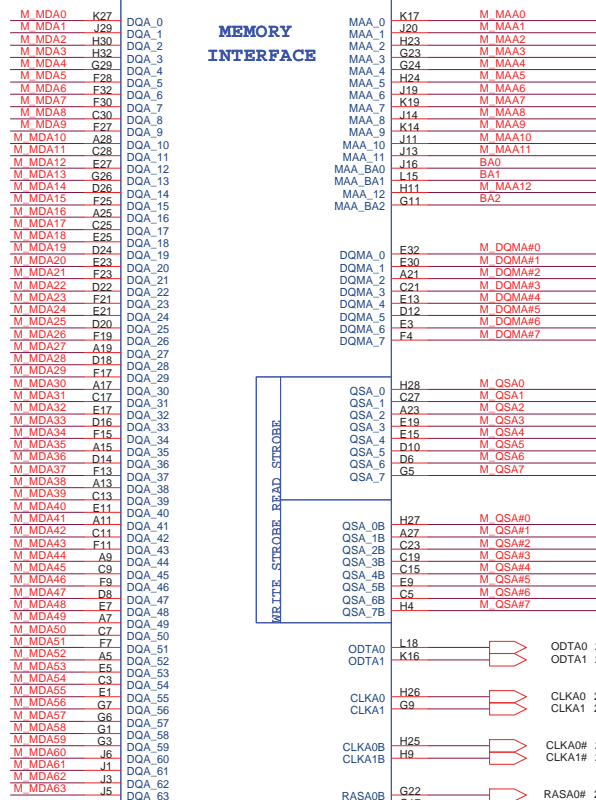 M_MDA0 K27 DQA_0
M_MDA1 J29 DQA_1
M_MDA2 H30 DQA_2
M_MDA3 H32 DQA_3
M_MDA4 G29 DQA_4
M_MDA5 F28 DQA_5
M_MDA6 F32 DQA_6
M_MDA7 F30 DQA_7
M_MDA8 C30 DQA_8
M_MDA9 F27 DQA_9
M_MDA10 A28 DQA_10
M_MDA11 C28 DQA_11
M_MDA12 E27 DQA_12
M_MDA13 G26 DQA_13
M_MDA14 D26 DQA_14
M_MDA15 F25 DQA_15
M_MDA16 A25 DQA_16
M_MDA17 C25 DQA_17
M_MDA18 E25 DQA_18
M_MDA19 D24 DQA_19
M_MDA20 E23 DQA_20
M_MDA21 F23 DQA_21
M_MDA22 D22 DQA_22
M_MDA23 F21 DQA_23
M_MDA24 E21 DQA_24
M_MDA25 D20 DQA_25
M_MDA26 F19 DQA_26
M_MDA27 A19 DQA_27
M_MDA28 D18 DQA_28
M_MDA29 F17 DQA_29
M_MDA30 A17 DQA_30
M_MDA31 C17 DQA_31
M_MDA32 E17 DQA_32
M_MDA33 D16 DQA_33
M_MDA34 F15 DQA_34
M_MDA35 A15 DQA_35
M_MDA36 D14 DQA_36
M_MDA37 F13 DQA_37
M_MDA38 A13 DQA_38
M_MDA39 C13 DQA_39
M_MDA40 E11 DQA_40
M_MDA41 A11 DQA_41
M_MDA42 C11 DQA_42
M_MDA43 F11 DQA_43
M_MDA44 A9 DQA_44
M_MDA45 C9 DQA_45
M_MDA46 F9 DQA_46
M_MDA47 D8 DQA_47
M_MDA48 E7 DQA_48
M_MDA49 A7 DQA_49
M_MDA50 C7 DQA_50
M_MDA51 F7 DQA_51
M_MDA52 A5 DQA_52
M_MDA53 E5 DQA_53
M_MDA54 C3 DQA_54
M_MDA55 E1 DQA_55
M_MDA56 G7 DQA_56
M_MDA57 G6 DQA_57
M_MDA58 G1 DQA_58
M_MDA59 G3 DQA_59
M_MDA60 J6 DQA_60
M_MDA61 J1 DQA_61
M_MDA62 J3 DQA_62
M_MDA63 J5 DQA_63
MEMORY
INTERFACE
MAA_0 K17 M_MAA0
MAA_1 J20 M_MAA1
MAA_2 H23 M_MAA2
MAA_3 G23 M_MAA3
MAA_4 G24 M_MAA4
MAA_5 H24 M_MAA5
MAA_6 J19 M_MAA6
MAA_7 K19 M_MAA7
MAA_8 J14 M_MAA8
MAA_9 K14 M_MAA9
MAA_10 J11 M_MAA10
MAA_11 J13 M_MAA11
MAA_BA0 J16 BA0
MAA_BA1 L15 BA1
MAA_12 H11 M_MAA12
MAA_BA2 G11 BA2
DQMA_0 E32 M_DQMA#0
DQMA_1 E30 M_DQMA#1
DQMA_2 A21 M_DQMA#2
DQMA_3 C21 M_DQMA#3
DQMA_4 E13 M_DQMA#4
DQMA_5 D12 M_DQMA#5
DQMA_6 E3 M_DQMA#6
DQMA_7 F4 M_DQMA#7
READ STROBE
QSA_0 H28 M_QSA0
QSA_1 C27 M_QSA1
QSA_2 A23 M_QSA2
QSA_3 E19 M_QSA3
QSA_4 E15 M_QSA4
QSA_5 D10 M_QSA5
QSA_6 D6 M_QSA6
QSA_7 G5 M_QSA7
WRITE STROBE
QSA_0B H27 M_QSA#0
QSA_1B A27 M_QSA#1
QSA_2B C23 M_QSA#2
QSA_3B C19 M_QSA#3
QSA_4B C15 M_QSA#4
QSA_5B E9 M_QSA#5
QSA_6B C5 M_QSA#6
QSA_7B H4 M_QSA#7
ODTA0 L18 ODTA0
ODTA1 K16 ODTA1
CLKA0 H26 CLKA0
CLKA1 G9 CLKA1
CLKA0B H25 CLKA0#
CLKA1B H9 CLKA1#
RASA0B G22 RASA0#